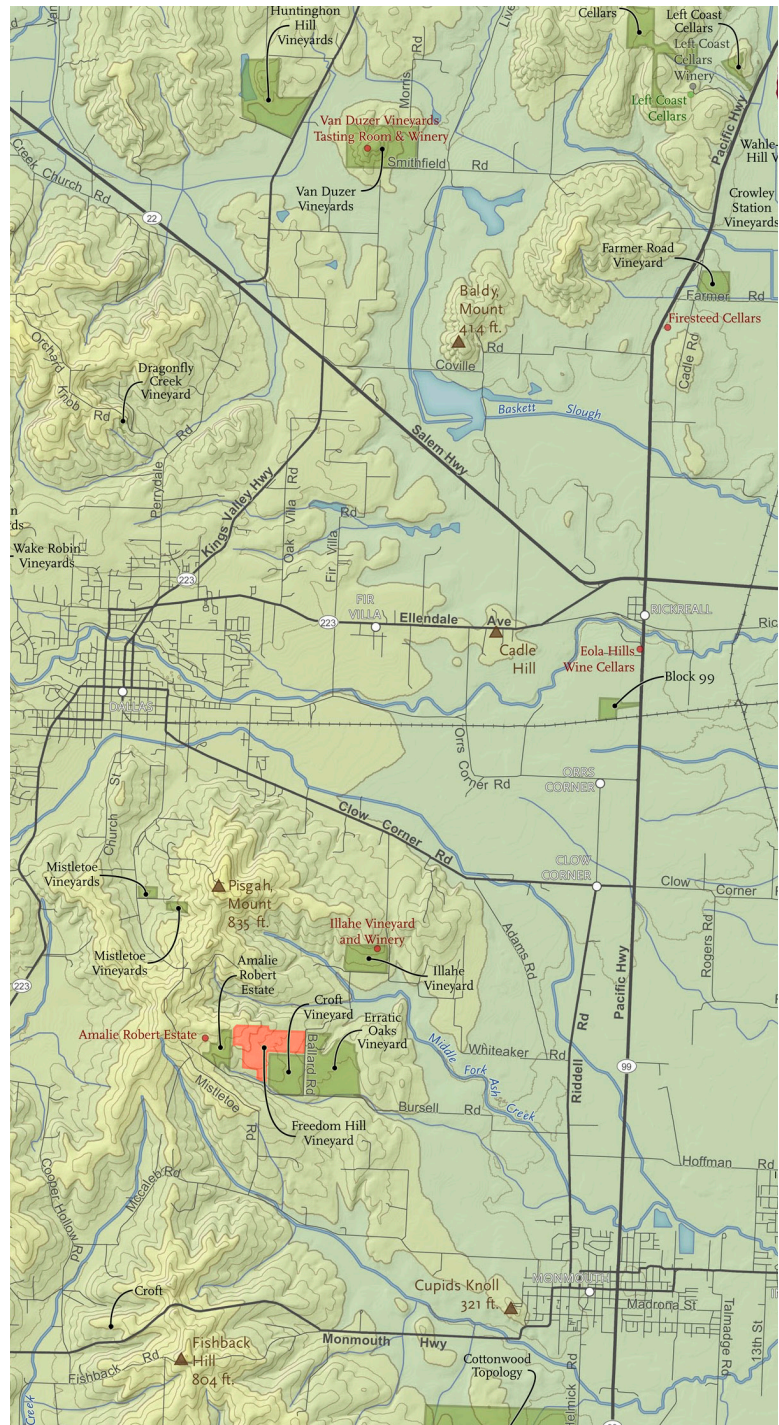 Huntinghon
Hill
Vineyards
Rd
Morris
Live
Cellars
Left Coast
Cellars
Left Coast
Cellars
Winery
Left Coast
Cellars
Pacific Hwy
Van Duzer Vineyards
Tasting Room & Winery
Smithfield Rd
Van Duzer
Vineyards
Wahle-
Hill V
Crowley
Station
Vineyards
Creek Church Rd
22
Farmer Road
Vineyard
Farmer Rd
Firesteed Cellars
Cadle Rd
Baldy,
Mount
414 ft.
Rd
Coville
Orchard Knob Rd
Dragonfly
Creek
Vineyard
Rd
Perrydale
Baskett Slough
Salem Hwy
Kings Valley Hwy
Oak Villa Rd
Rd
Fir Villa
Wake Robin
Vineyards
223
FIR
VILLA
223
Ellendale Ave
RICKREALL
Cadle
Hill
Eola Hills
Wine Cellars
Block 99
DALLAS
Orrs Corner Rd
ORRS
CORNER
Church St
Clow Corner Rd
CLOW
CORNER
Clow Corner
Mistletoe
Vineyards
Pisgah,
Mount
835 ft.
Mistletoe
Vineyards
Illahe Vineyard
and Winery
Illahe
Vineyard
Adams Rd
Rogers Rd
Pacific Hwy
223
Amalie
Robert
Estate
Croft
Vineyard
Erratic
Oaks
Vineyard
Amalie Robert Estate
Ballard Rd
Middle Fork Ash Creek
Whiteaker Rd
Riddell Rd
99
Mistletoe Rd
Bursell Rd
Freedom Hill
Vineyard
Hoffman Rd
Cooper Hollow Rd
Mccaleb Rd
Cupids Knoll
321 ft.
MONMOUTH
Madrona St
Croft
Talmadge Rd
13th St
Fishback
Hill
804 ft.
Fishback Rd
Monmouth Hwy
Cottonwood
Topology
Helmick Rd
Creek